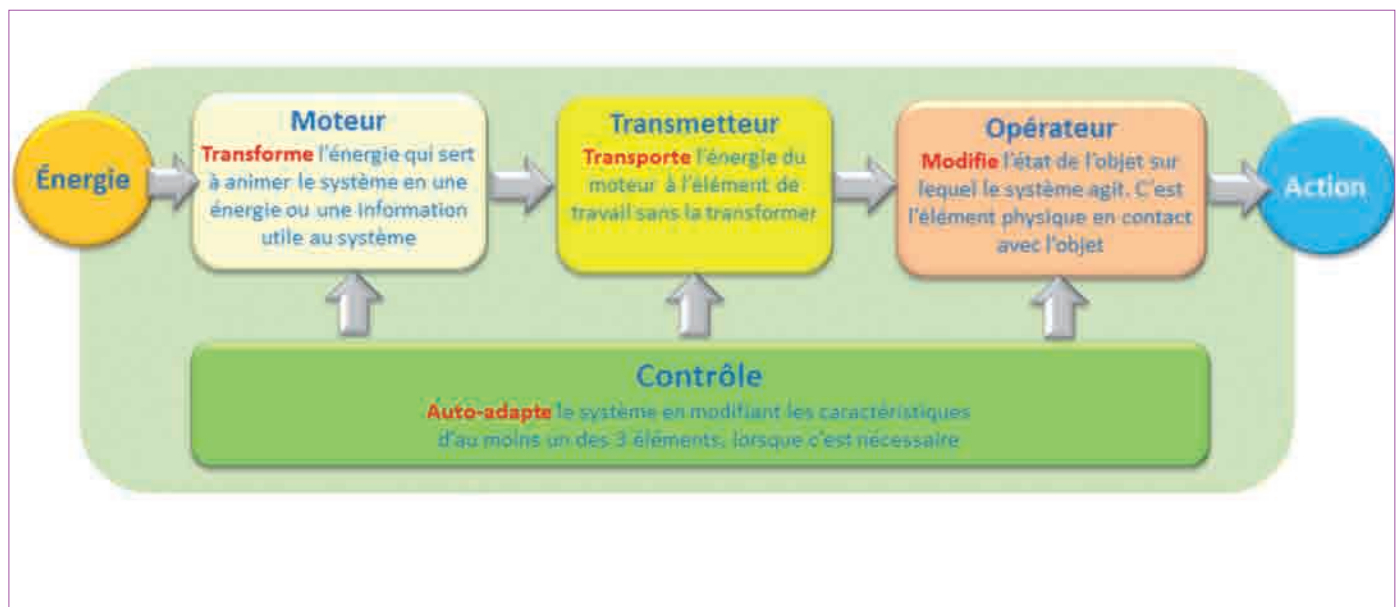 Énergie
Moteur
Transforme l'énergie qui sert
à animer le système en une
énergie ou une information
utile au système
Transmetteur
Transporte l'énergie du
moteur à l'élément de
travail sans la transformer
Opérateur
Modifie l'état de l'objet sur
lequel le système agit. C'est
l'élément physique en contact
avec l'objet
Action
Contrôle
Auto-adapte le système en modifiant les caractéristiques
d'au moins un des 3 éléments, lorsque c'est nécessaire